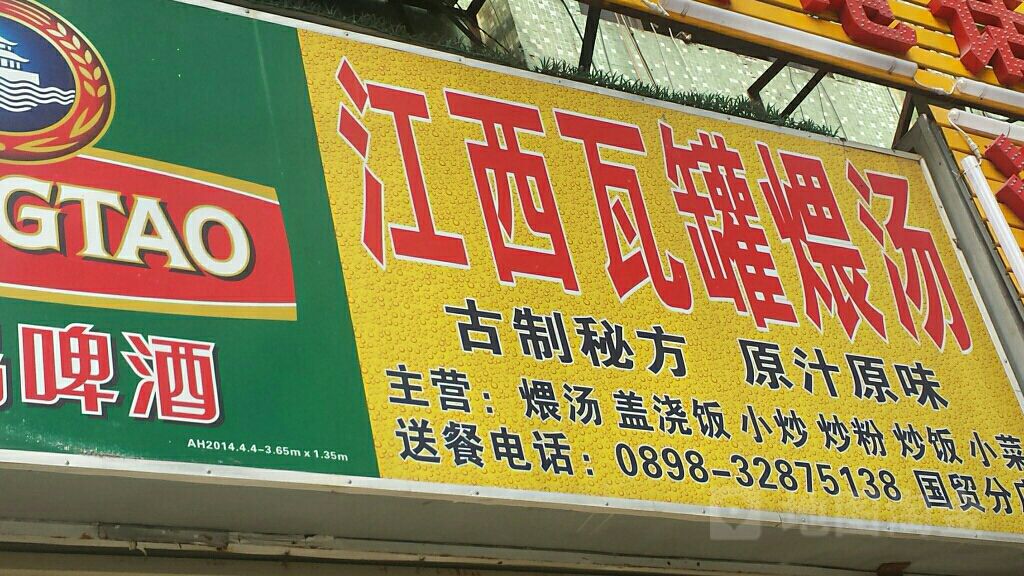 GTAO
啤酒
AH2014.4.4-3.65m x 1.35m
江西瓦罐煨汤
古制秘方 原汁原味
主营：煨汤 盖浇饭 小炒 炒粉 炒饭 小菜
送餐电话：0898-32875138 国贸分